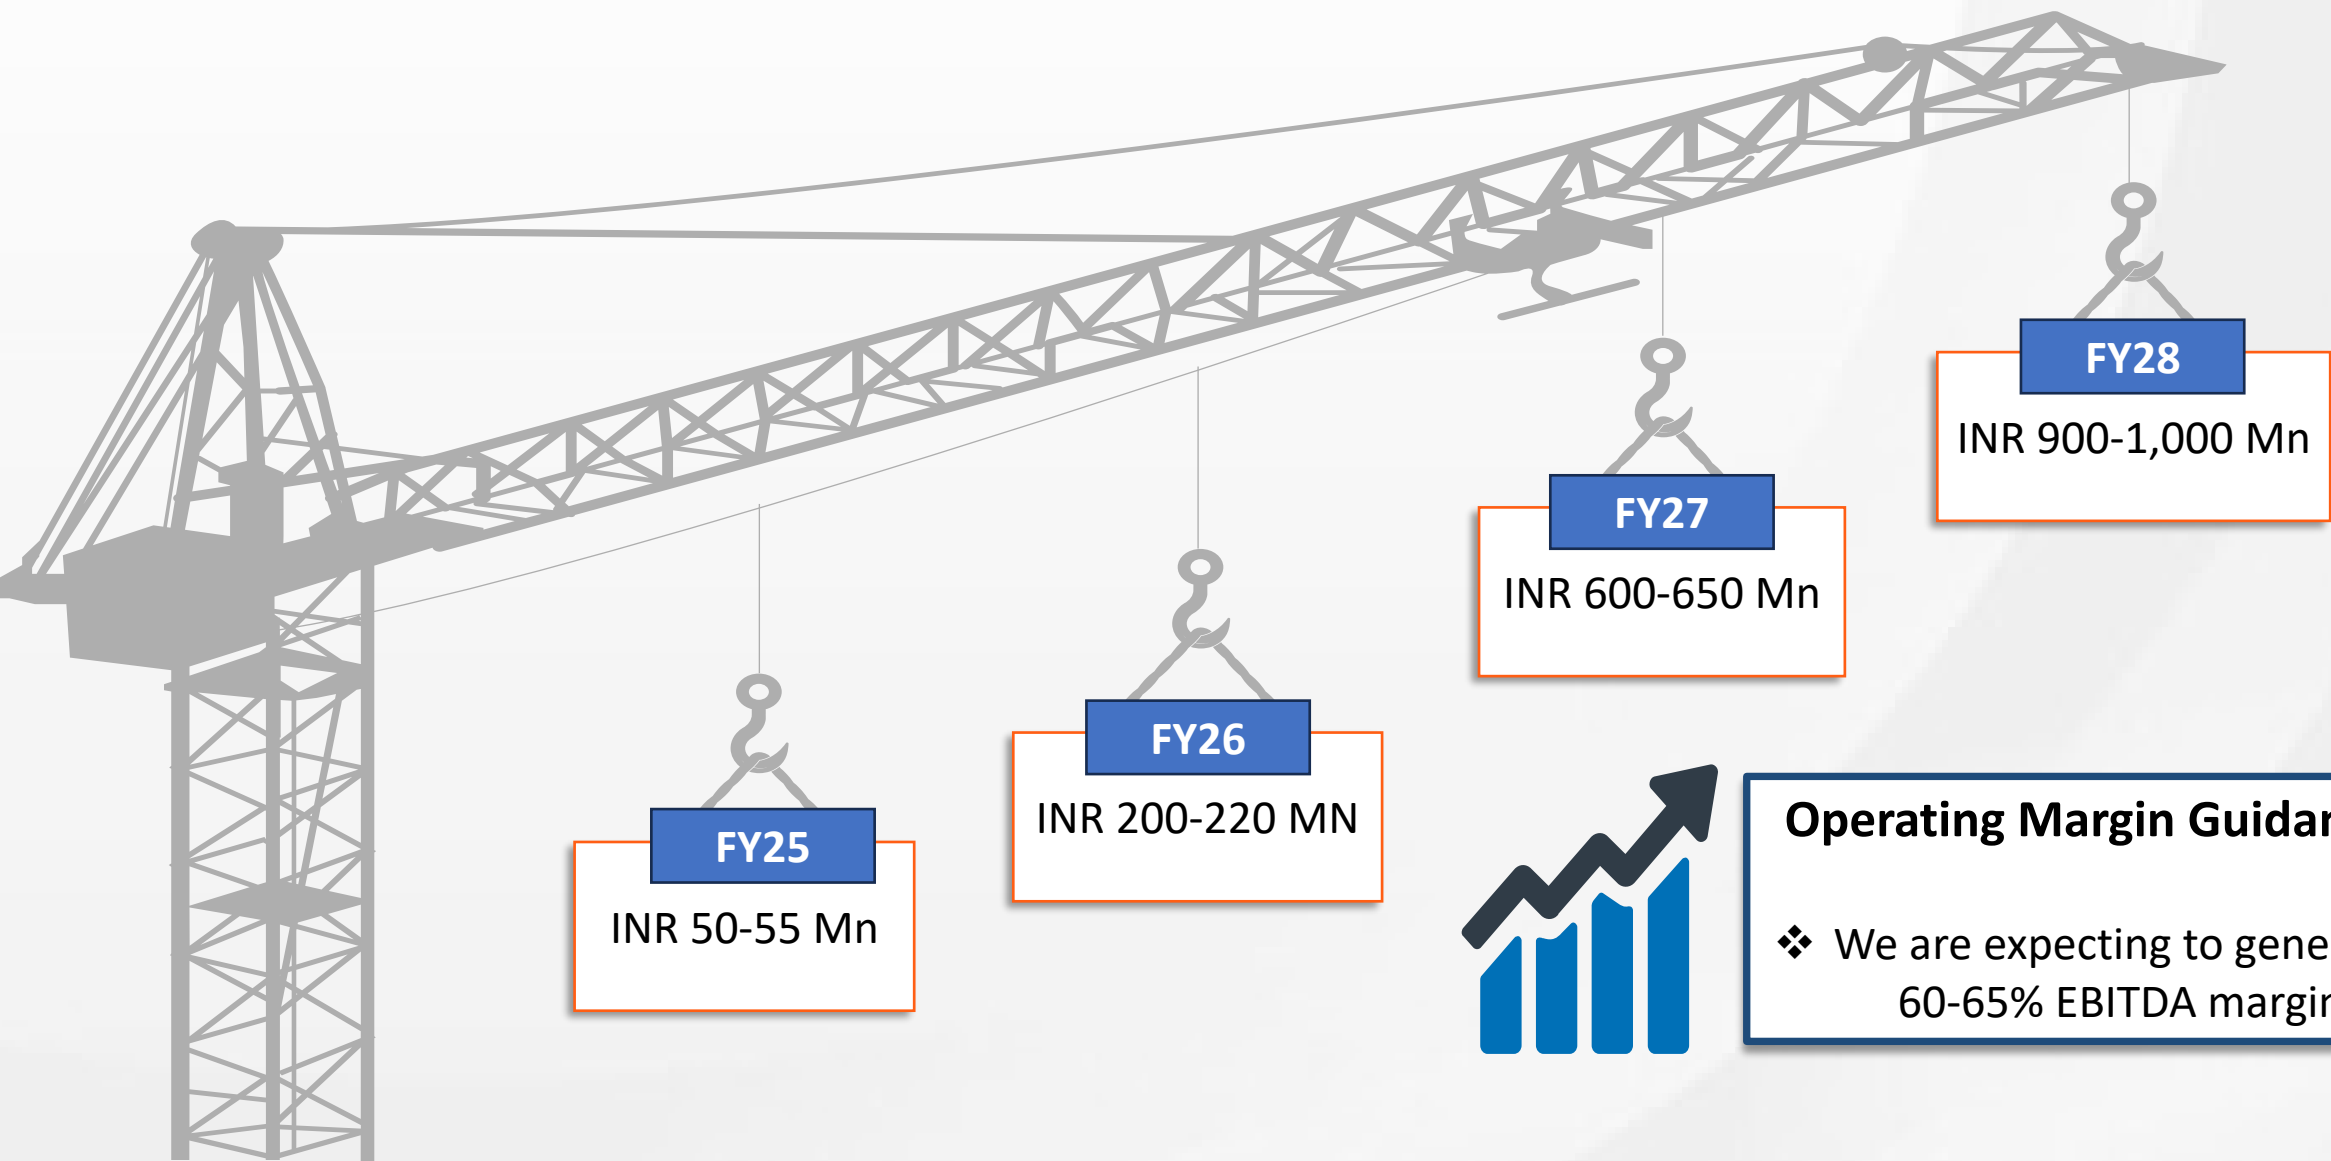 FY28
INR 900-1,000 Mn
FY27
INR 600-650 Mn
FY26
INR 200-220 MN
FY25
INR 50-55 Mn
Operating Margin
❖ We are expecting to
60-65% EBITDA